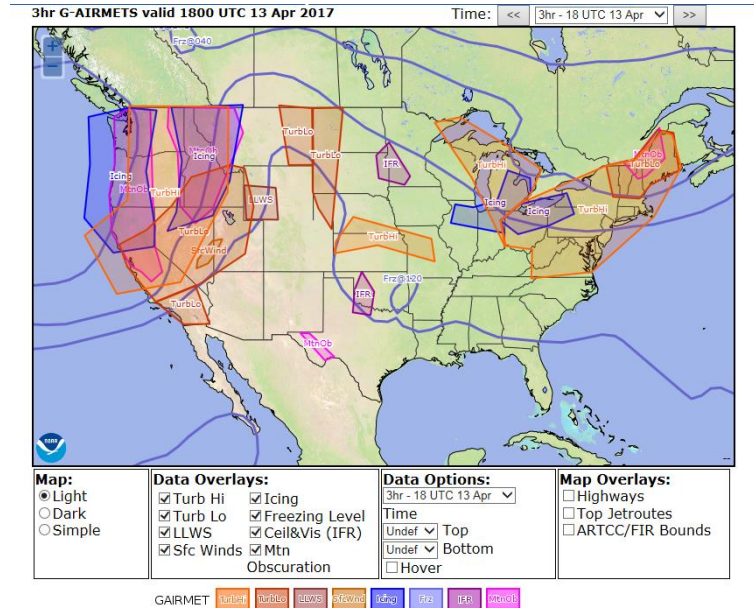 3hr G-AIRMETS valid 1800 UTC 13 Apr 2017
Time: << 3hr - 18 UTC 13 Apr >>
Frz@040
+
−
TurbLo
TurbLo
IFR
TurbHi
MtnOb
TurbLo
MtnOb
Icing
Icing
MtnOb
TurbHi
LLWS
Icing
Icing
TurbHi
TurbLo
SfcWind
TurbHi
Frz@120
IFR
TurbLo
MtnOb
NOAA
Map:
Light
Dark
Simple
Data Overlays:
Turb Hi Icing
Turb Lo Freezing Level
LLWS Ceil&Vis (IFR)
Sfc Winds Mtn
Obscuration
Data Options:
3hr - 18 UTC 13 Apr
Time
Undef Top
Undef Bottom
Hover
Map Overlays:
Highways
Top Jetroutes
ARTCC/FIR Bounds
GAIRMET TurbHi TurbLo LLWS SfcWnd Icing Frz IFR MtnOb